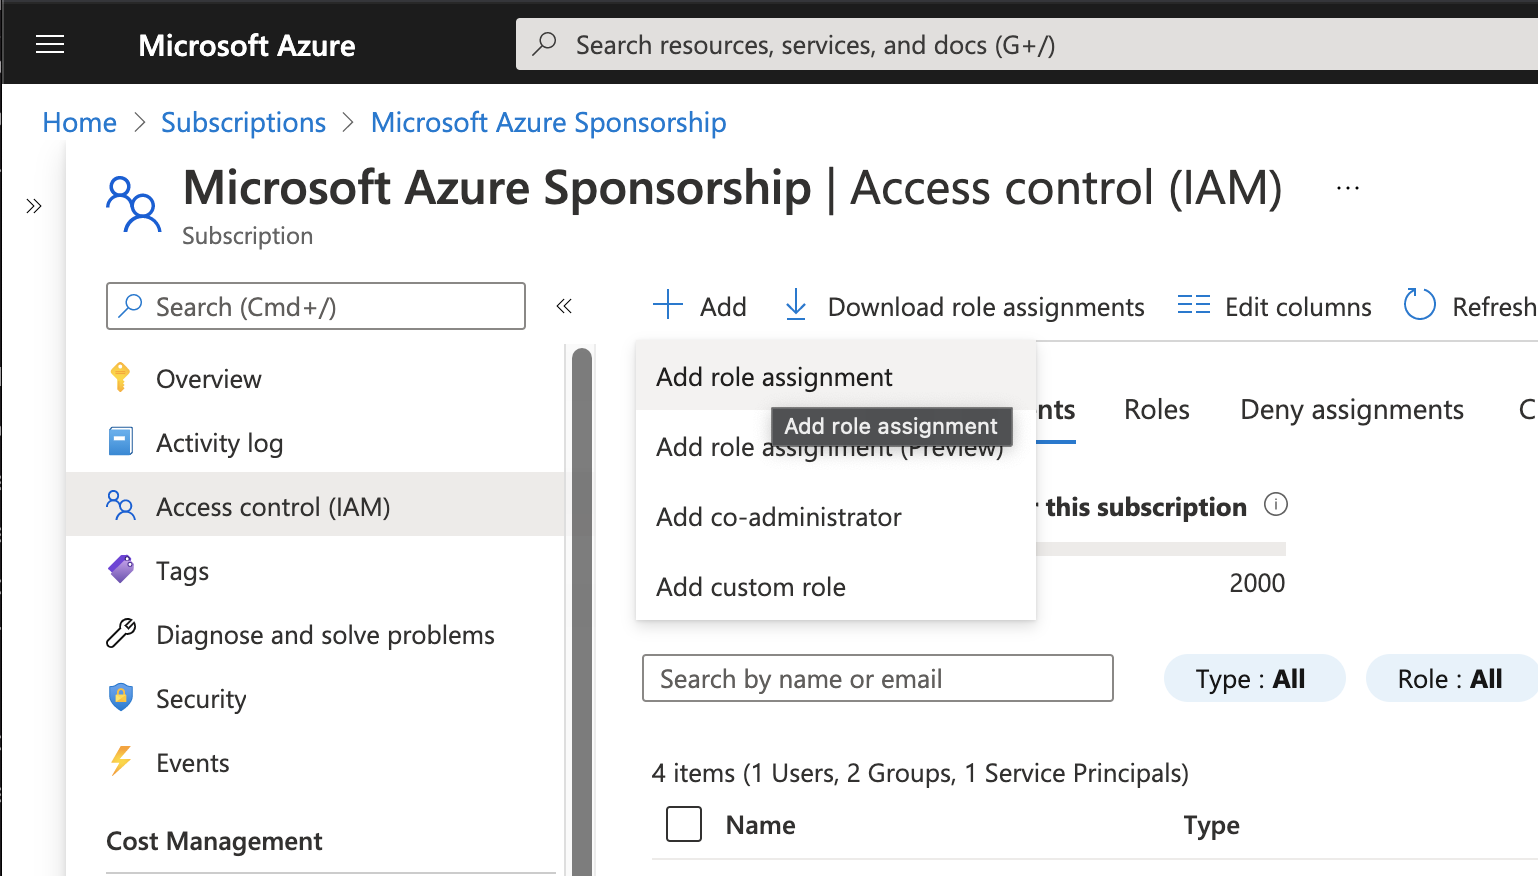 Microsoft Azure
Search resources, services, and docs (G+/)
Home > Subscriptions > Microsoft Azure Sponsorship
Microsoft Azure Sponsorship | Access control (IAM) ...
Subscription
Search (Cmd+/)
Add
Download role assignments
Edit columns
Refresh
Overview
Activity log
Access control (IAM)
Tags
Diagnose and solve problems
Security
Events
Cost Management
Add role assignment
Add role assignment
Add role assignment (Preview)
Add co-administrator
Add custom role
nts
Roles
Deny assignments
C
this subscription
2000
Search by name or email
Type : All
Role : All
4 items (1 Users, 2 Groups, 1 Service Principals)
Name
Type